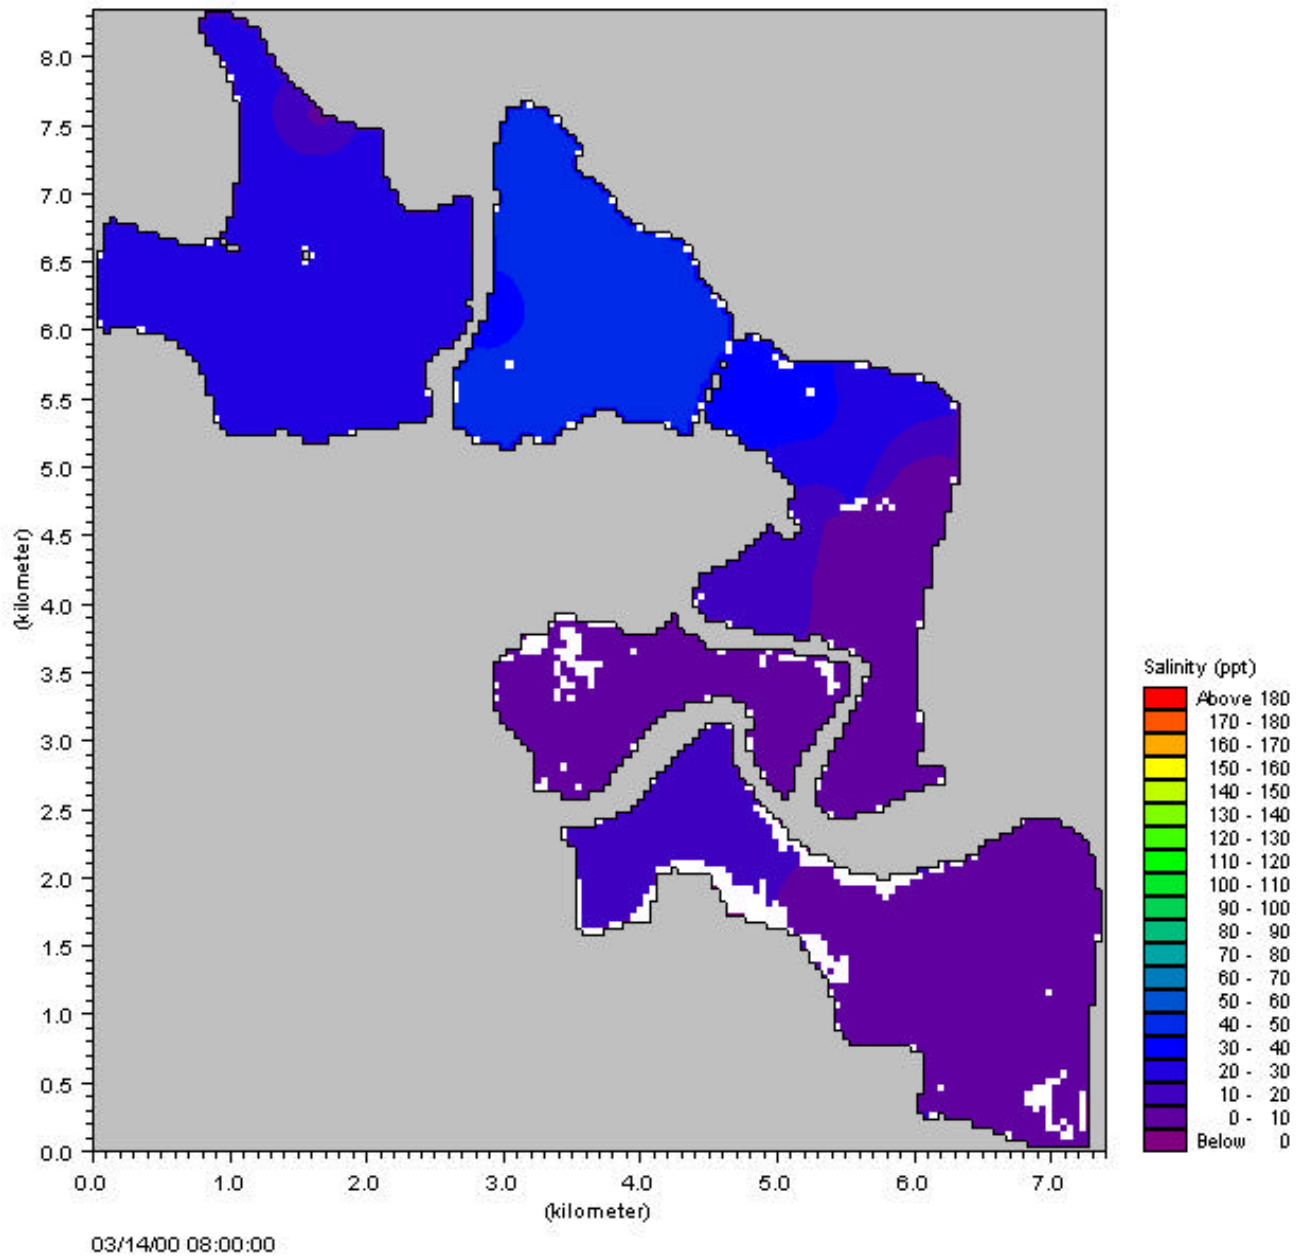 8.0
7.5
7.0
6.5
6.0
5.5
5.0
4.5
4.0
3.5
3.0
2.5
2.0
1.5
1.0
0.5
0.0
(kilometer)
0.0 1.0 2.0 3.0 4.0 5.0 6.0 7.0
(kilometer)
03/14/00 08:00:00
Salinity (ppt)
Above 180
170 - 180
160 - 170
150 - 160
140 - 150
130 - 140
120 - 130
110 - 120
100 - 110
90 - 100
80 - 90
70 - 80
60 - 70
50 - 60
40 - 50
30 - 40
20 - 30
10 - 20
0 - 10
Below 0